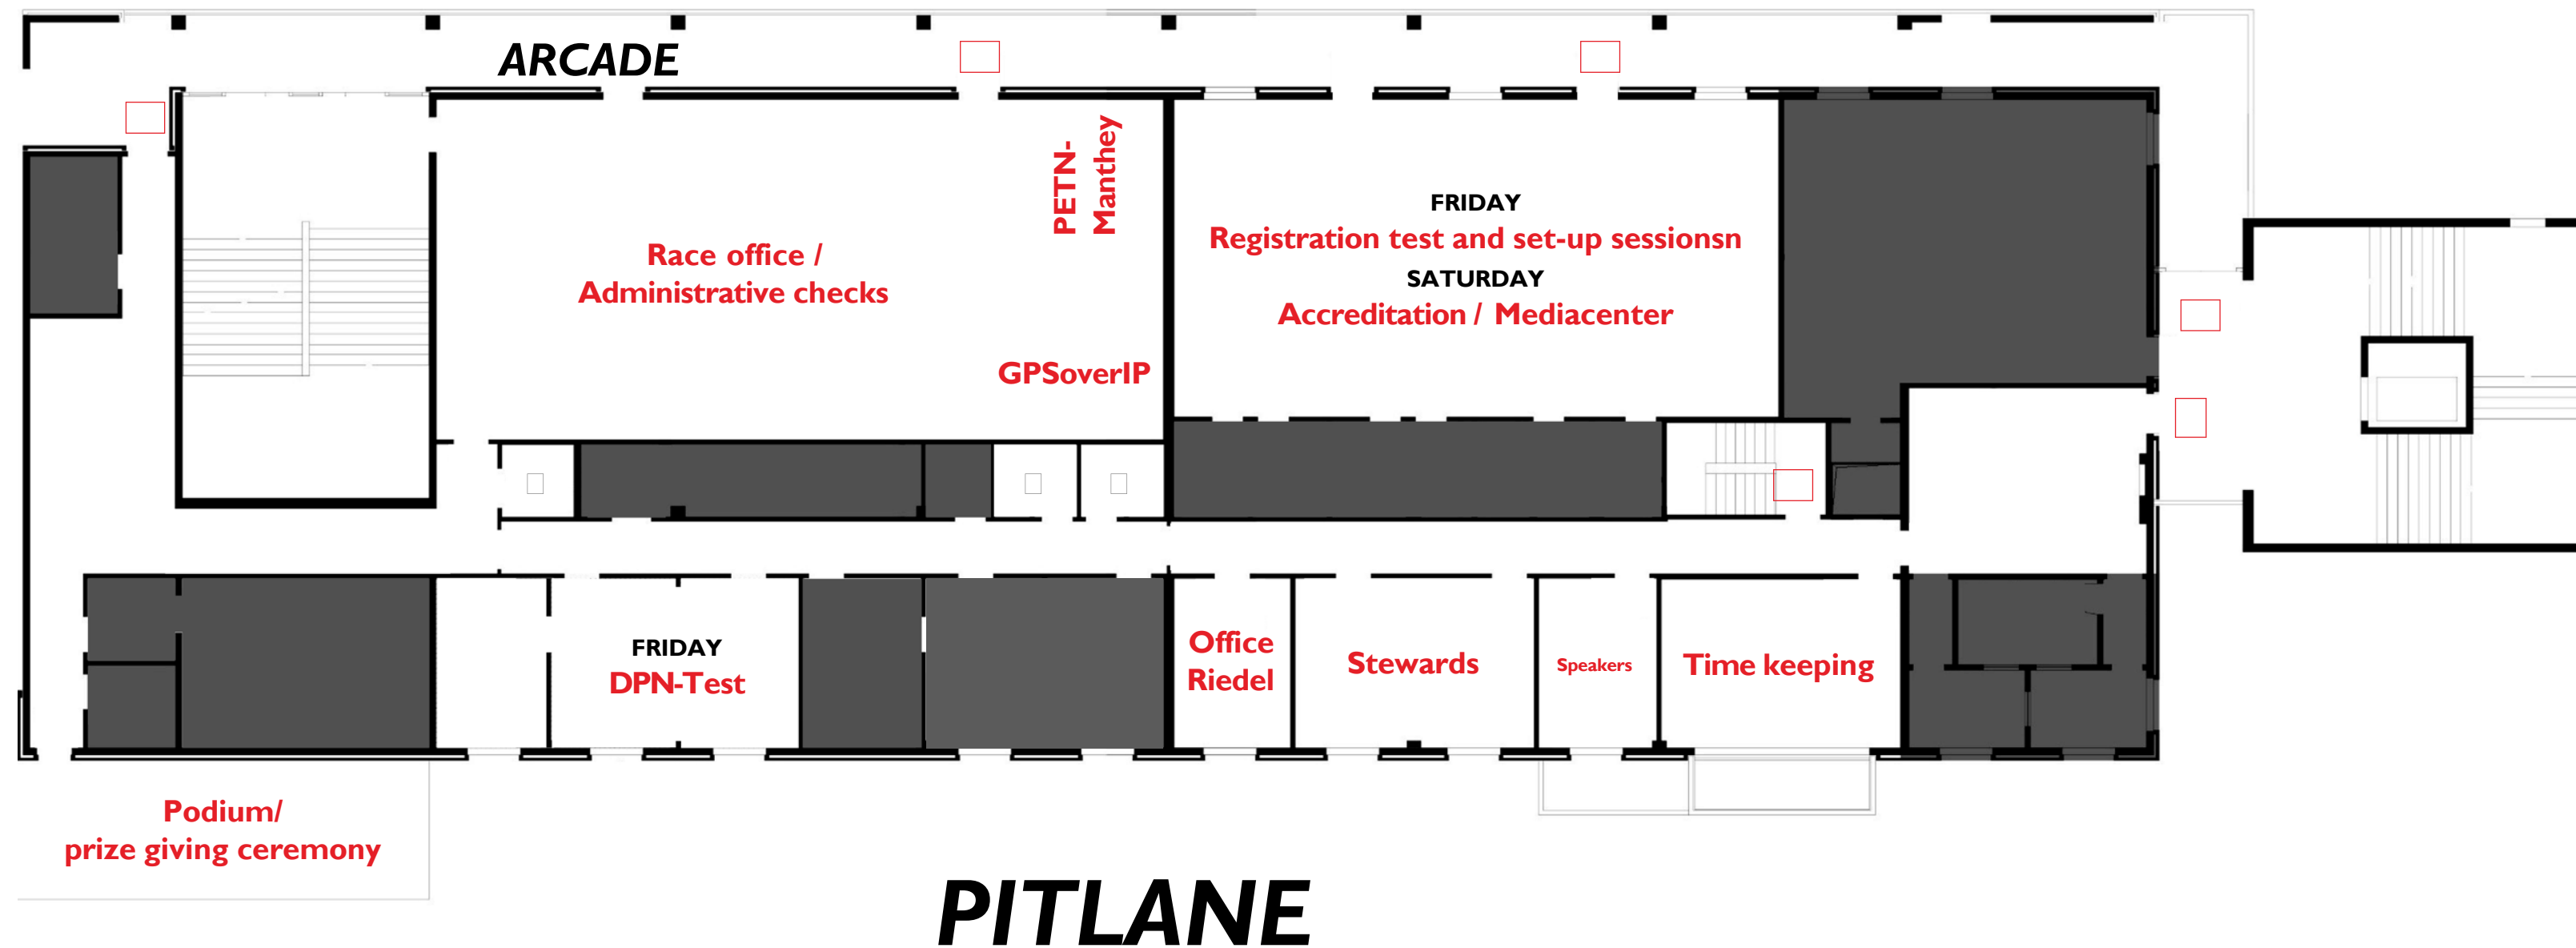 ARCADE
PETN-
Manthey
Race office /
Administrative checks
GPSoverIP
FRIDAY
Registration test and set-up sessionsn
SATURDAY
Accreditation / Mediacenter
FRIDAY
DPN-Test
Office
Riedel
Stewards
Speakers
Time keeping
Podium/
prize giving ceremony
PITLANE